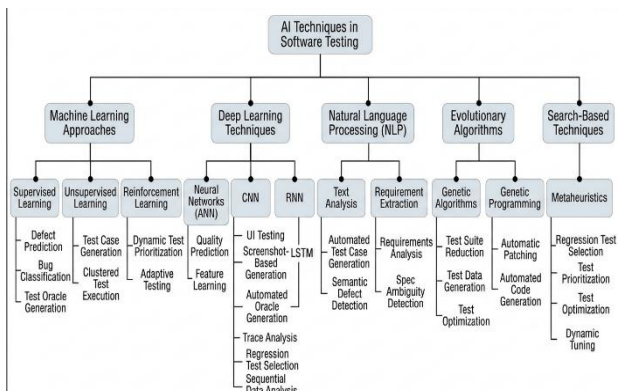 AI Techniques in
Software Testing
Machine Learning
Approaches
Deep Learning
Techniques
Natural Language
Processing (NLP)
Evolutionary
Algorithms
Search-Based
Techniques
Supervised
Learning
Unsupervised
Learning
Reinforcement
Learning
Neural
Networks
(ANN)
CNN
RNN
Text
Analysis
Requirement
Extraction
Genetic
Algorithms
Genetic
Programming
Metaheuristics
Defect
Prediction
Bug
Classification
Test Oracle
Generation
Test Case
Generation
Clustered
Test
Execution
Dynamic Test
Prioritization
Adaptive
Testing
Quality
Prediction
Feature
Learning
UI Testing
Screenshot-
Based
Generation
Automated
Oracle
Generation
Trace Analysis
Regression
Test Selection
Sequential
Data Analysis
LSTM
Automated
Test Case
Generation
Semantic
Defect
Detection
Requirements
Analysis
Spec
Ambiguity
Detection
Test Suite
Reduction
Test Data
Generation
Test
Optimization
Automatic
Patching
Automated
Code
Generation
Regression Test
Selection
Test
Prioritization
Test
Optimization
Dynamic
Tuning